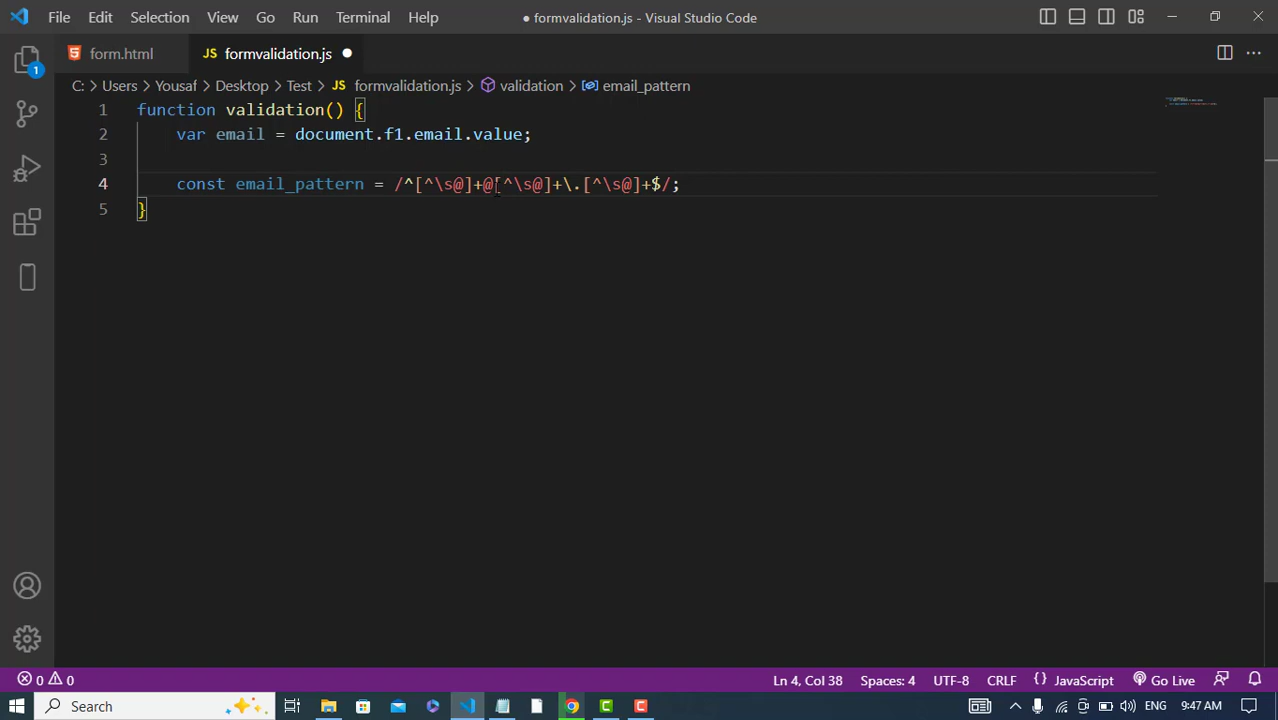 File Edit Selection View Go Run Terminal Help
● formvalidation.js - Visual Studio Code
form.html JS formvalidation.js ●
C: > Users > Yousaf > Desktop > Test > JS formvalidation.js > validation > email_pattern
1 function validation() {
2 var email = document.f1.email.value;
3
4 const email_pattern = /^[^\s@]+@[^\s@]+\.[^\s@]+$/;
5 }
1
0 0 Ln 4, Col 38 Spaces: 4 UTF-8 CRLF { } JavaScript Go Live
Search ENG 9:47 AM